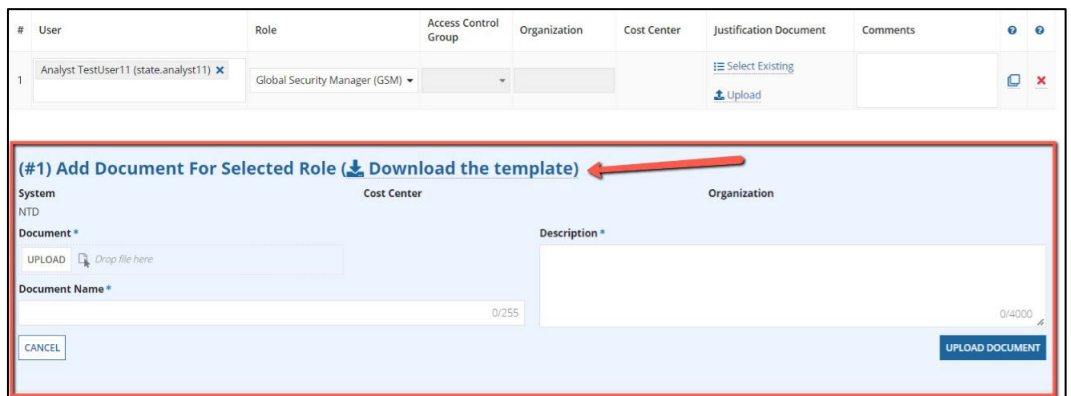 # User Role Access Control Group Organization Cost Center Justification Document Comments
1 Analyst TestUser11 (state.analyst11) Global Security Manager (GSM) Select Existing
Upload
(#1) Add Document For Selected Role (Download the template)
System Cost Center Organization
NTD
Document * Description *
UPLOAD Drop file here
Document Name *
0/255 0/4000
CANCEL UPLOAD DOCUMENT